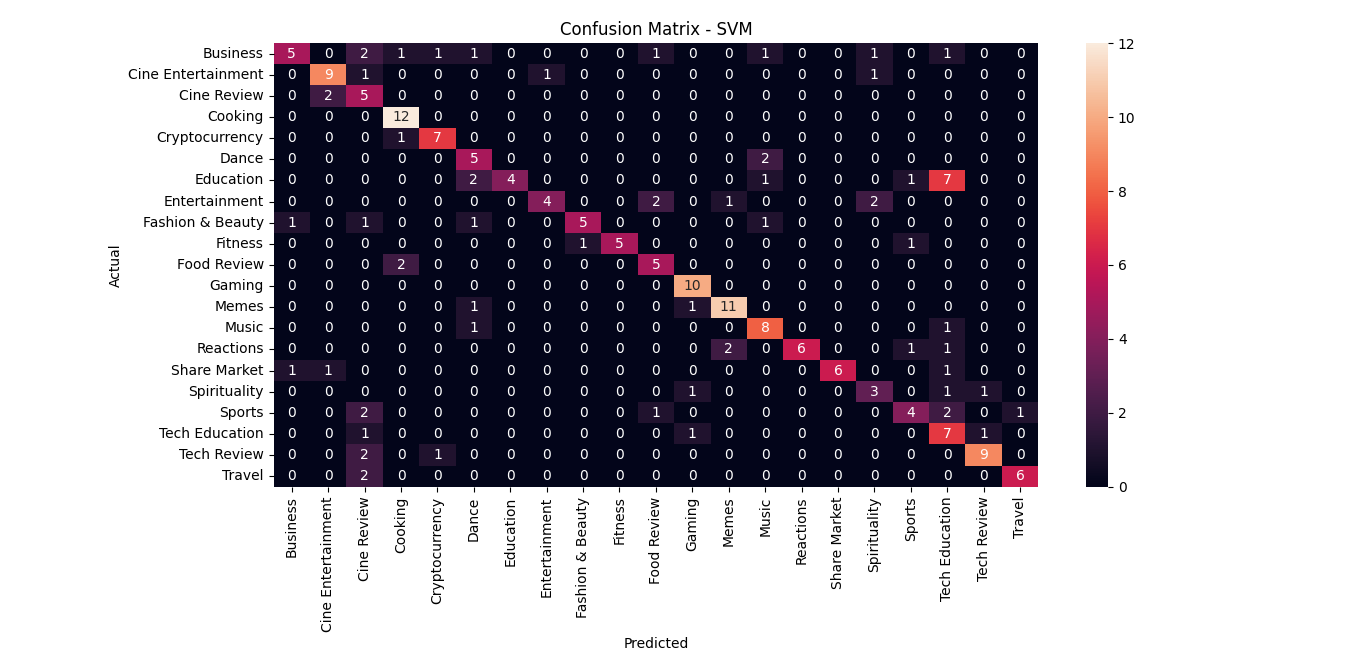 Confusion Matrix - SVM
Business 5 0 2 1 1 1 0 0 0 0 1 0 0 1 0 0 1 0 1 0 0
Cine Entertainment 0 9 1 0 0 0 0 1 0 0 0 0 0 0 0 0 1 0 0 0 0
Cine Review 0 2 5 0 0 0 0 0 0 0 0 0 0 0 0 0 0 0 0 0 0
Cooking 0 0 0 12 0 0 0 0 0 0 0 0 0 0 0 0 0 0 0 0 0
Cryptocurrency 0 0 0 1 7 0 0 0 0 0 0 0 0 0 0 0 0 0 0 0 0
Dance 0 0 0 0 0 5 0 0 0 0 0 0 0 2 0 0 0 0 0 0 0
Education 0 0 0 0 0 2 4 0 0 0 0 0 0 1 0 0 0 1 7 0 0
Entertainment 0 0 0 0 0 0 0 4 0 0 2 0 1 0 0 0 2 0 0 0 0
Fashion & Beauty 1 0 1 0 0 1 0 0 5 0 0 0 0 1 0 0 0 0 0 0 0
Fitness 0 0 0 0 0 0 0 0 1 5 0 0 0 0 0 0 0 1 0 0 0
Food Review 0 0 0 2 0 0 0 0 0 0 5 0 0 0 0 0 0 0 0 0 0
Gaming 0 0 0 0 0 0 0 0 0 0 0 10 0 0 0 0 0 0 0 0 0
Memes 0 0 0 0 0 1 0 0 0 0 0 1 11 0 0 0 0 0 0 0 0
Music 0 0 0 0 0 1 0 0 0 0 0 0 0 8 0 0 0 0 1 0 0
Reactions 0 0 0 0 0 0 0 0 0 0 0 0 2 0 6 0 0 1 1 0 0
Share Market 1 1 0 0 0 0 0 0 0 0 0 0 0 0 0 6 0 0 1 0 0
Spirituality 0 0 0 0 0 0 0 0 0 0 0 1 0 0 0 0 3 0 1 1 0
Sports 0 0 2 0 0 0 0 0 0 0 1 0 0 0 0 0 0 4 2 0 1
Tech Education 0 0 1 0 0 0 0 0 0 0 0 1 0 0 0 0 0 0 7 1 0
Tech Review 0 0 2 0 1 0 0 0 0 0 0 0 0 0 0 0 0 0 0 9 0
Travel 0 0 2 0 0 0 0 0 0 0 0 0 0 0 0 0 0 0 0 0 6
Actual
Business
Cine Entertainment
Cine Review
Cooking
Cryptocurrency
Dance
Education
Entertainment
Fashion & Beauty
Fitness
Food Review
Gaming
Memes
Music
Reactions
Share Market
Spirituality
Sports
Tech Education
Tech Review
Travel
Predicted
12
10
8
6
4
2
0